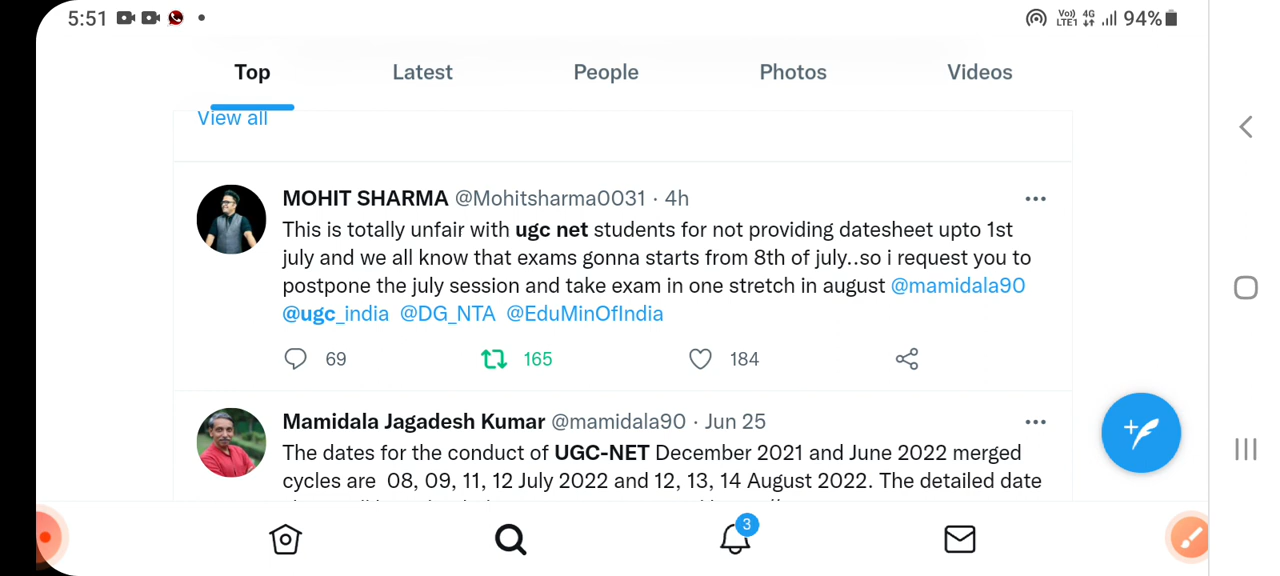 5:51
Vo)) 4G
LTE1 94%
Top Latest People Photos Videos
View all
MOHIT SHARMA @Mohitsharma0031 · 4h
This is totally unfair with ugc net students for not providing datesheet upto 1st
july and we all know that exams gonna starts from 8th of july..so i request you to
postpone the july session and take exam in one stretch in august @mamidala90
@ugc_india @DG_NTA @EduMinOfIndia
69 165 184
Mamidala Jagadesh Kumar @mamidala90 · Jun 25
The dates for the conduct of UGC-NET December 2021 and June 2022 merged
cycles are 08, 09, 11, 12 July 2022 and 12, 13, 14 August 2022. The detailed date
3